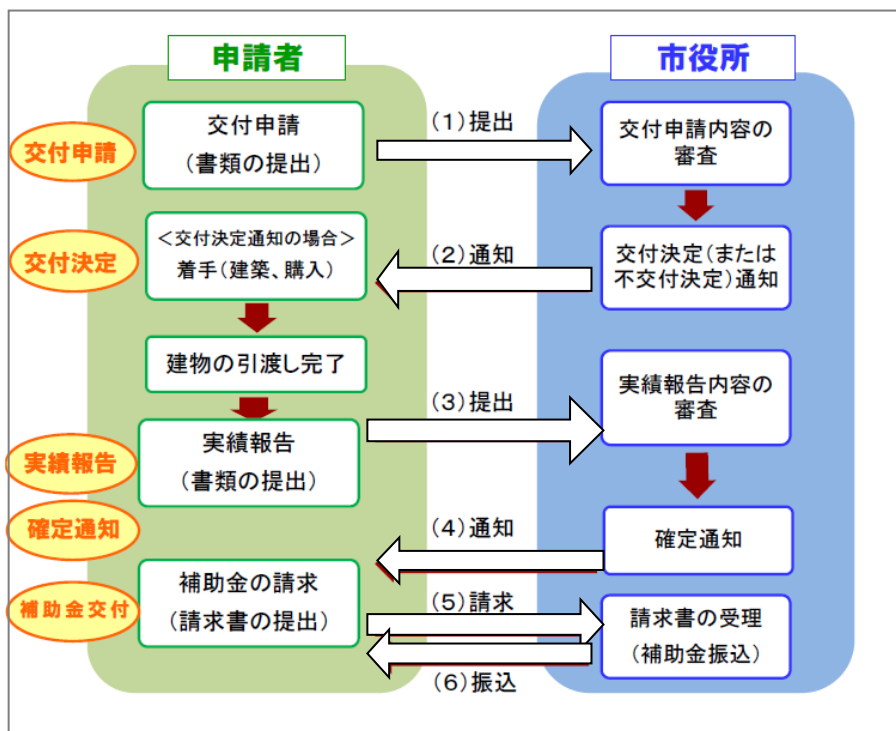 申請者
市役所
交付申請
交付申請
(書類の提出)
(1)提出
交付申請内容の
審査
交付決定
<交付決定通知の場合>
着手(建築、購入)
(2)通知
交付決定(または
不交付決定)通知
建物の引渡し完了
(3)提出
実績報告内容の
審査
実績報告
実績報告
(書類の提出)
確定通知
(4)通知
確定通知
補助金交付
補助金の請求
(請求書の提出)
(5)請求
請求書の受理
(補助金振込)
(6)振込